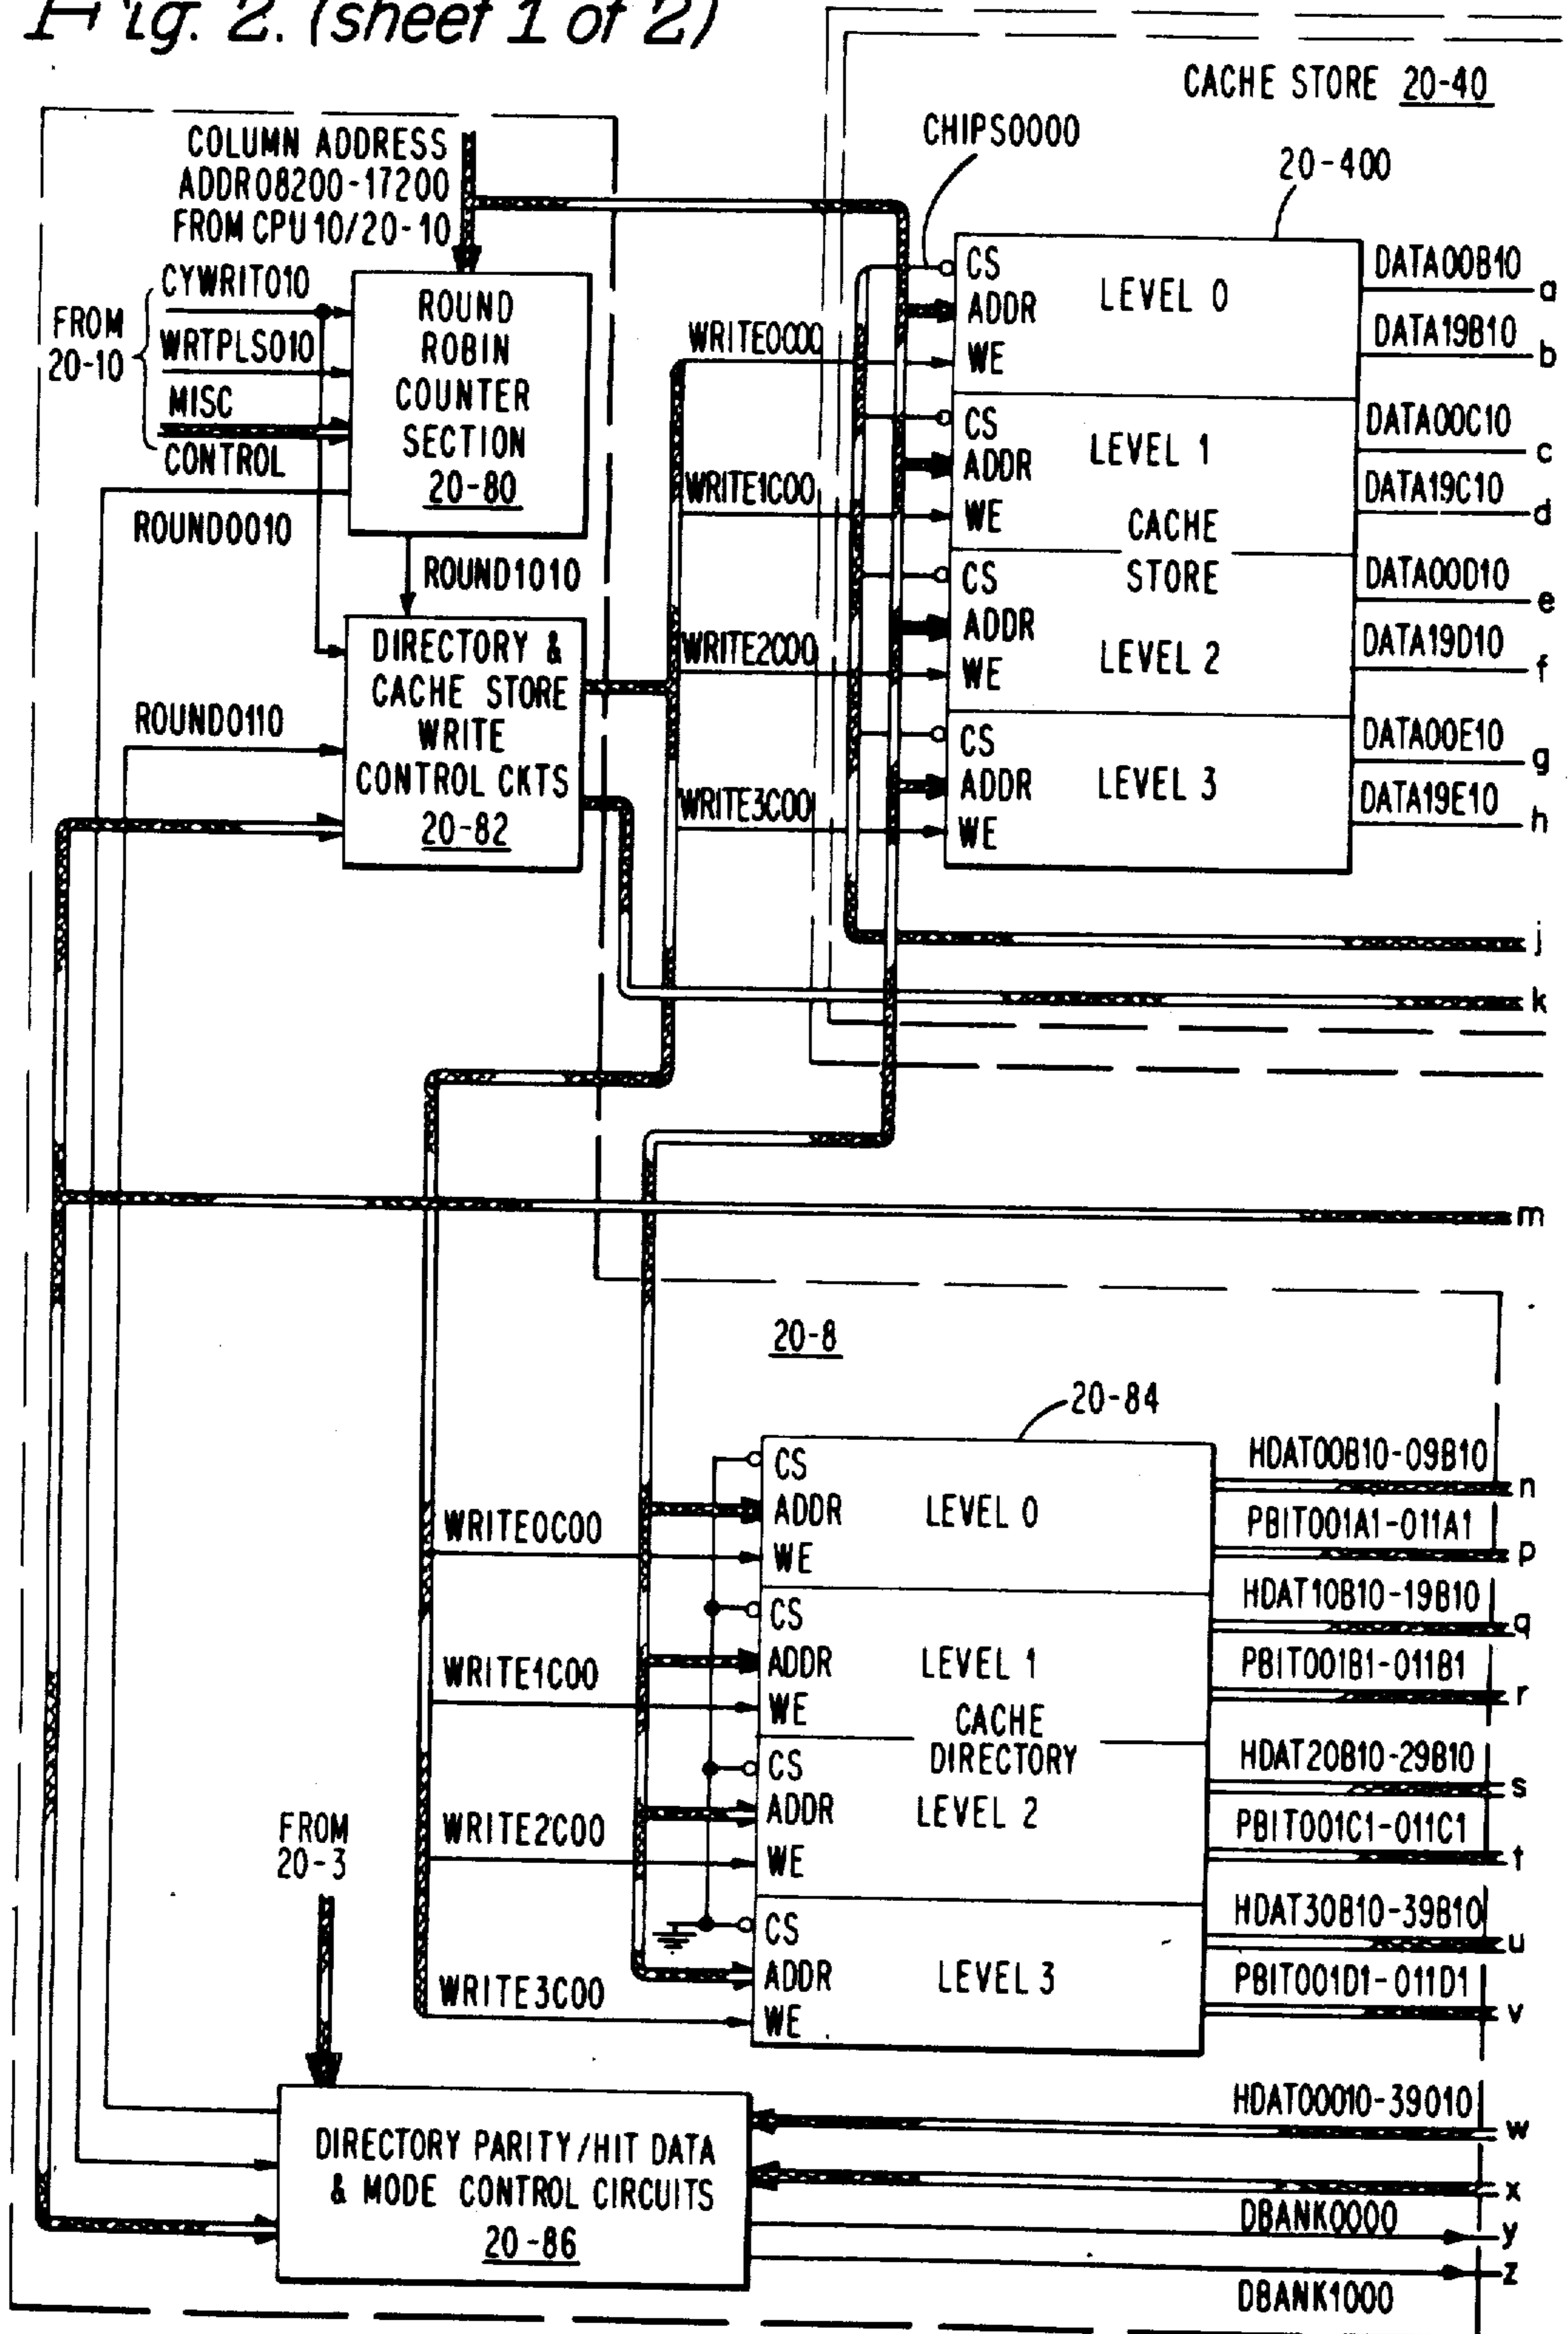 Fig. 2. (sheet 1 of 2)
CACHE STORE 20-40
COLUMN ADDRESS
ADDR08200-17200
FROM CPU 10/20-10
CHIPS0000
20-400
CYWRIT010
FROM
20-10
WRTPLS010
MISC
CONTROL
ROUND
ROBIN
COUNTER
SECTION
20-80
ROUND0010
ROUND1010
DIRECTORY &
CACHE STORE
WRITE
CONTROL CKTS
20-82
ROUND0110
WRITE0C00
WRITE1C00
WRITE2C00
WRITE3C00
CS
ADDR
WE
LEVEL 0
CS
ADDR
WE
LEVEL 1
CACHE
STORE
CS
ADDR
WE
LEVEL 2
CS
ADDR
WE
LEVEL 3
DATA00B10 a
DATA19B10 b
DATA00C10 c
DATA19C10 d
DATA00D10 e
DATA19D10 f
DATA00E10 g
DATA19E10 h
j
k
m
20-8
20-84
WRITE0C00
WRITE1C00
WRITE2C00
WRITE3C00
CS
ADDR
WE
LEVEL 0
CS
ADDR
WE
LEVEL 1
CACHE
DIRECTORY
CS
ADDR
WE
LEVEL 2
CS
ADDR
WE
LEVEL 3
HDAT00B10-09B10 n
PBIT001A1-011A1 p
HDAT10B10-19B10 q
PBIT001B1-011B1 r
HDAT20B10-29B10 s
PBIT001C1-011C1 t
HDAT30B10-39B10 u
PBIT001D1-011D1 v
FROM
20-3
DIRECTORY PARITY/HIT DATA
& MODE CONTROL CIRCUITS
20-86
HDAT00010-39010 w
x
DBANK0000 y
z
DBANK1000